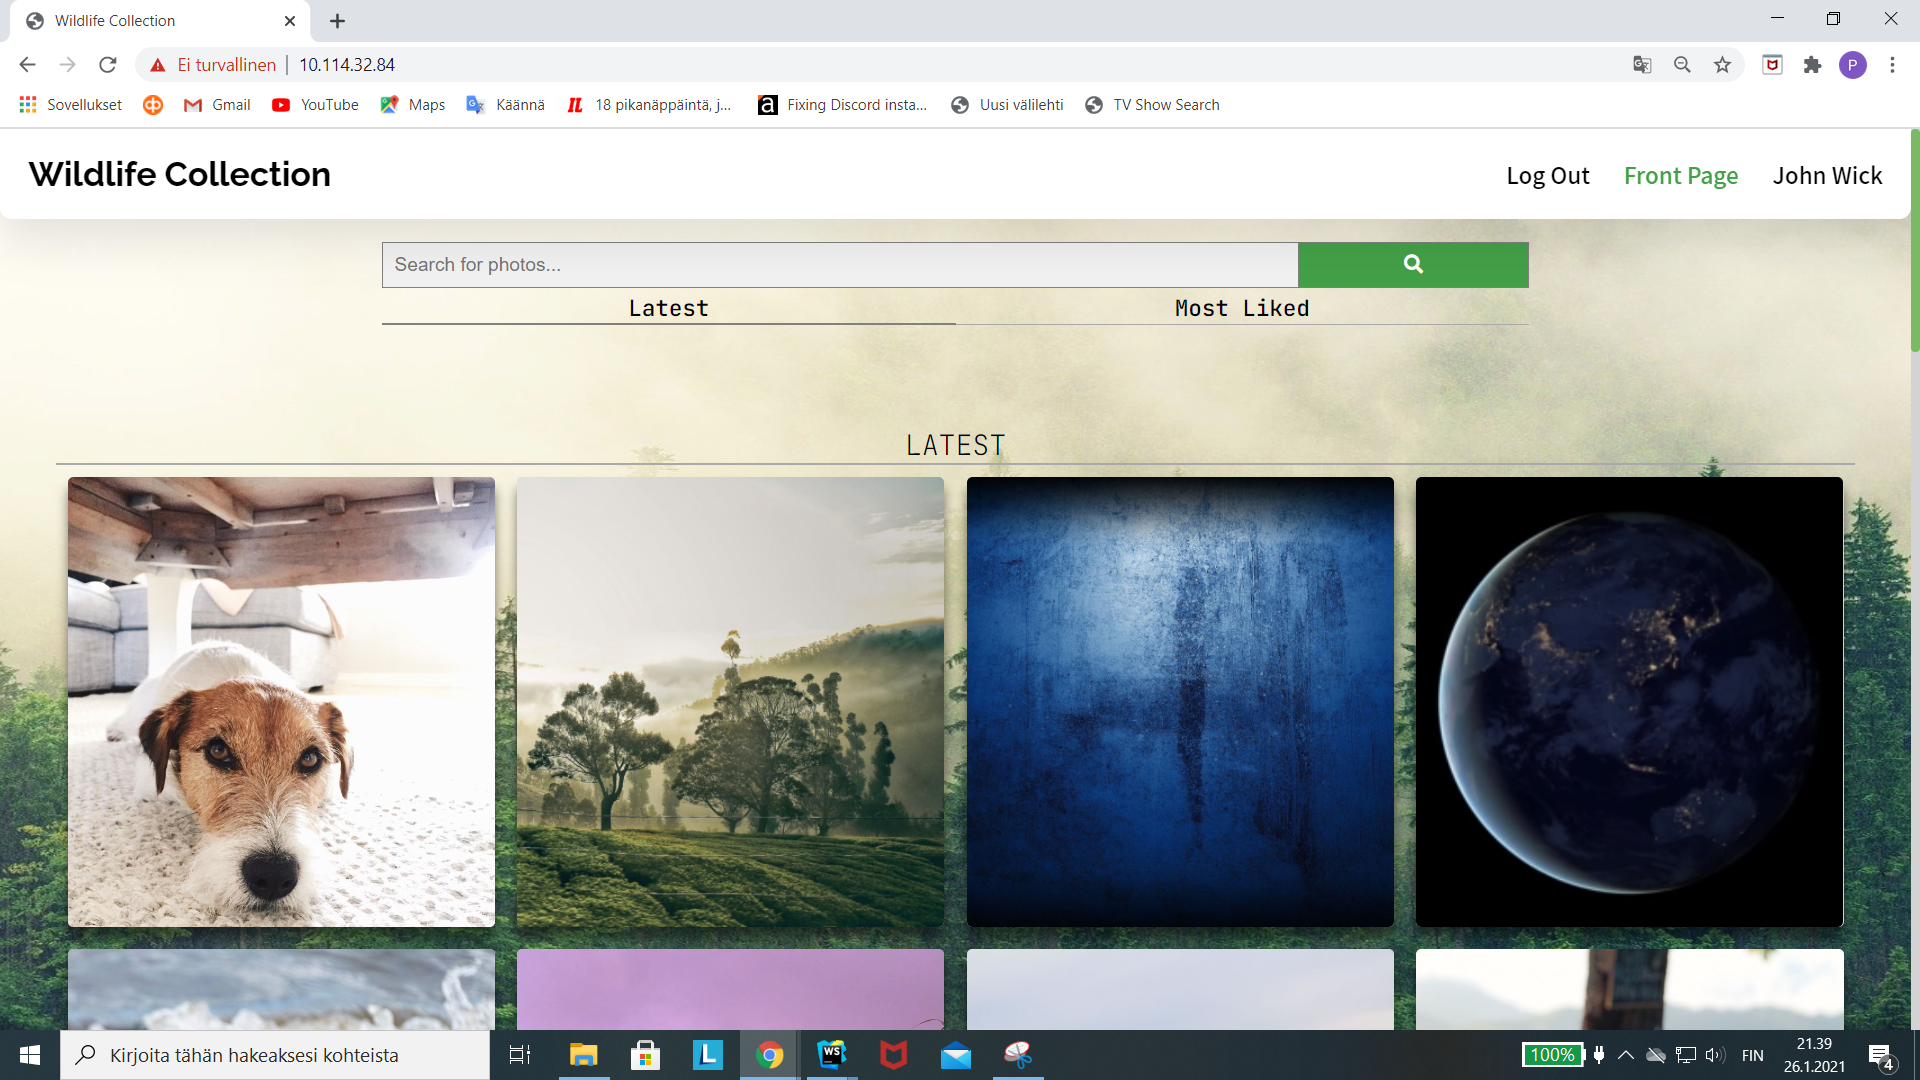 Wildlife Collection
Ei turvallinen 10.114.32.84
P
Sovellukset Gmail YouTube Maps Käännä 18 pikanäppäintä, j... Fixing Discord insta... Uusi välilehti TV Show Search
Wildlife Collection
Log Out Front Page John Wick
Search for photos...
Latest Most Liked
LATEST
Kirjoita tähän hakeaksesi kohteista
L
WS
100%
FIN
21.39
26.1.2021
4